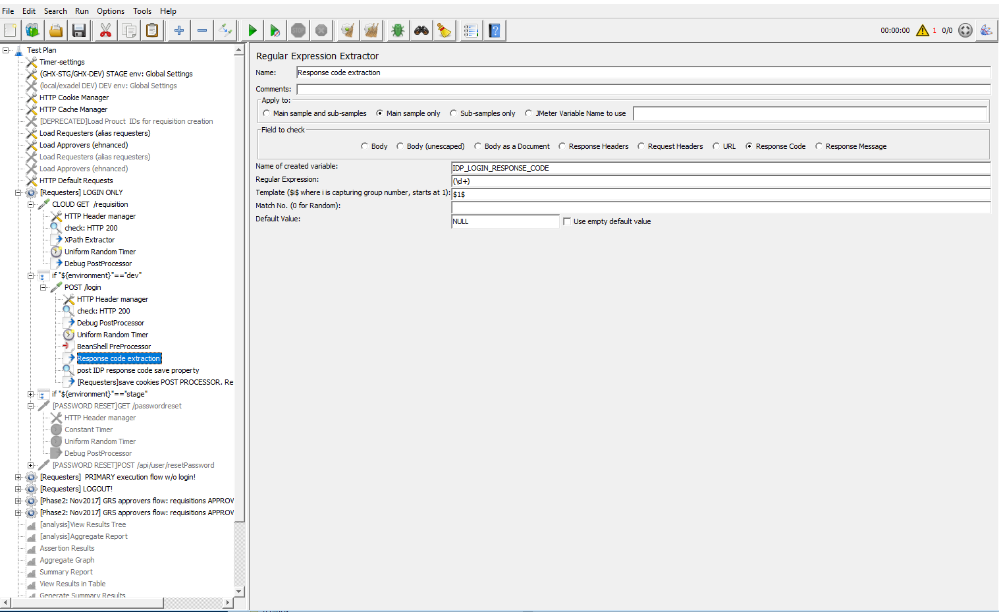 File Edit Search Run Options Tools Help
STOP
00:00:00 1 0/0
Test Plan
Timer-settings
(GHX-STG/GHX-DEV) STAGE env: Global Settings
(local/exadel DEV) DEV env: Global Settings
HTTP Cookie Manager
HTTP Cache Manager
[DEPRECATED]Load Prouct IDs for requisition creation
Load Requesters (alias requesters)
Load Approvers (ehnanced)
Load Requesters (alias requesters)
Load Approvers (ehnanced)
HTTP Default Requests
[Requesters] LOGIN ONLY
CLOUD GET /requisition
HTTP Header manager
check: HTTP 200
XPath Extractor
Uniform Random Timer
Debug PostProcessor
if "${environment}"=="dev"
POST /login
HTTP Header manager
check: HTTP 200
Debug PostProcessor
Uniform Random Timer
BeanShell PreProcessor
Response code extraction
post IDP response code save property
[Requesters]save cookies POST PROCESSOR. Re
if "${environment}"=="stage"
[PASSWORD RESET]GET /passwordreset
HTTP Header manager
Constant Timer
Uniform Random Timer
Debug PostProcessor
[PASSWORD RESET]POST /api/user/resetPassword
[Requesters] PRIMARY execution flow w/o login!
[Requesters] LOGOUT!
[Phase2: Nov2017] GRS approvers flow: requisitions APPROV
[Phase2: Nov2017] GRS approvers flow: requisitions APPROV
[analysis]View Results Tree
[analysis]Aggregate Report
Assertion Results
Aggregate Graph
Summary Report
View Results in Table
Generate Summary Results
Regular Expression Extractor
Name: Response code extraction
Comments:
Apply to:
Main sample and sub-samples Main sample only Sub-samples only JMeter Variable Name to use
Field to check
Body Body (unescaped) Body as a Document Response Headers Request Headers URL Response Code Response Message
Name of created variable: IDP_LOGIN_RESPONSE_CODE
Regular Expression: (\d+)
Template ($i$ where i is capturing group number, starts at 1): $1$
Match No. (0 for Random):
Default Value: NULL Use empty default value